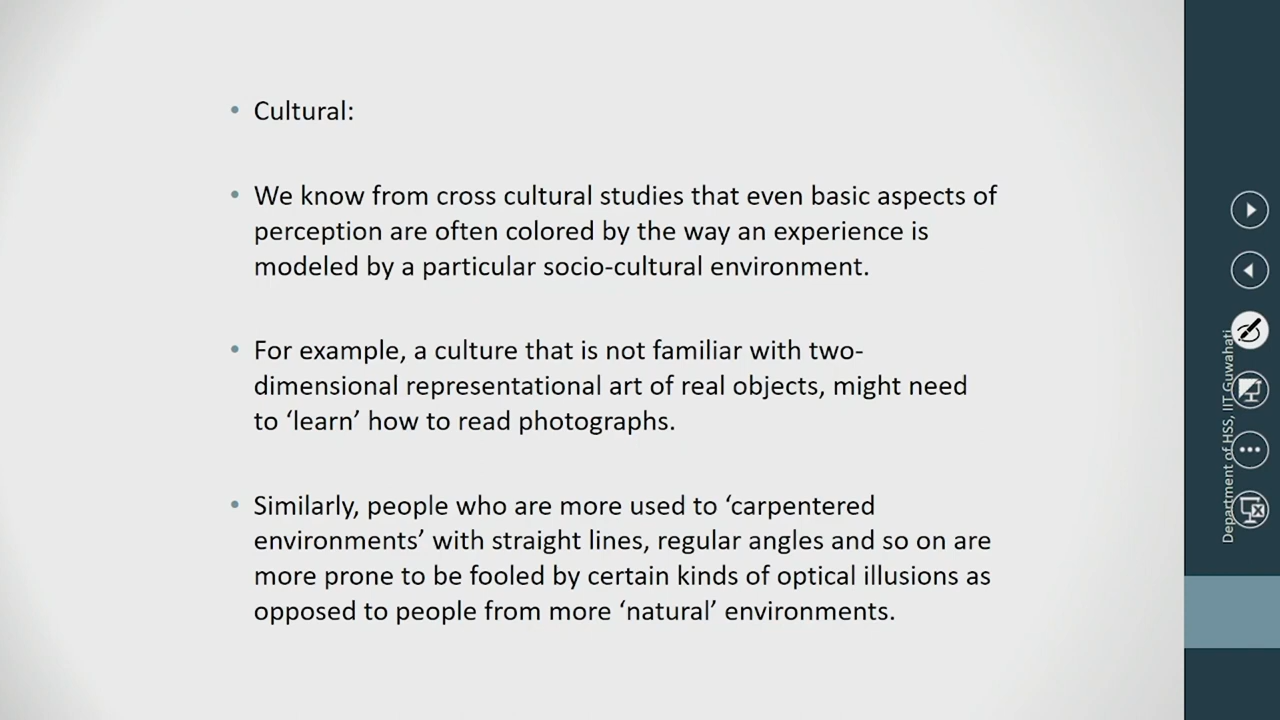 Cultural:
We know from cross cultural studies that even basic aspects of
perception are often colored by the way an experience is
modeled by a particular socio-cultural environment.
For example, a culture that is not familiar with two-
dimensional representational art of real objects, might need
to ‘learn’ how to read photographs.
Similarly, people who are more used to ‘carpentered
environments’ with straight lines, regular angles and so on are
more prone to be fooled by certain kinds of optical illusions as
opposed to people from more ‘natural’ environments.
Department of HSS, IIT Guwahati